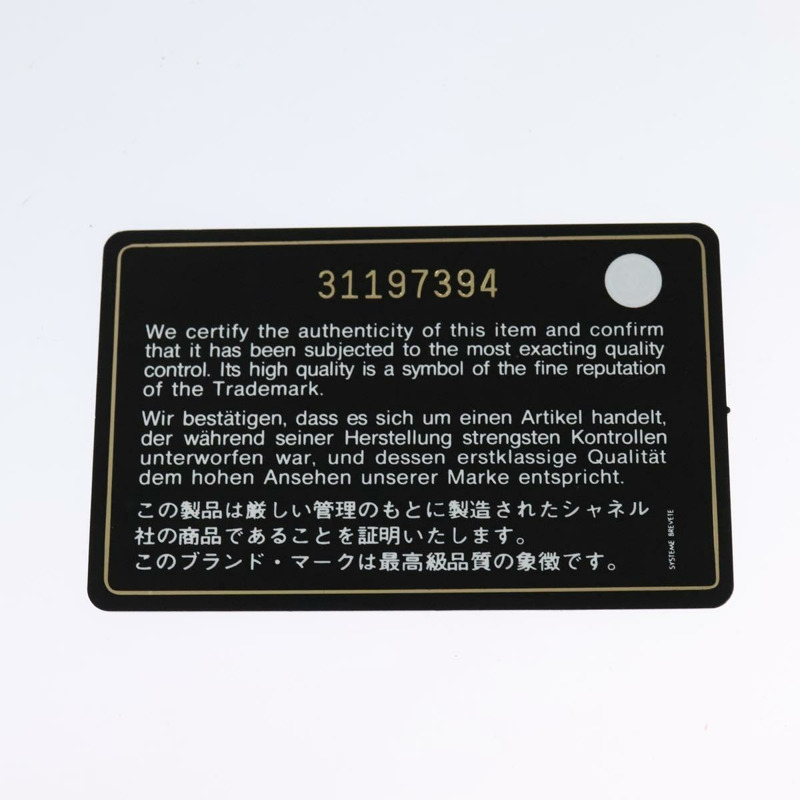 31197394
We certify the authenticity of this item and confirm
that it has been subjected to the most exacting quality
control. Its high quality is a symbol of the fine reputation
of the Trademark.
Wir bestätigen, dass es sich um einen Artikel handelt,
der während seiner Herstellung strengsten Kontrollen
unterworfen war, und dessen erstklassige Qualität
dem hohen Ansehen unserer Marke entspricht.
この製品は厳しい管理のもとに製造されたシャネル
社の商品であることを証明いたします。
このブランド・マークは最高級品質の象徴です。
SYSTEME BREVETE